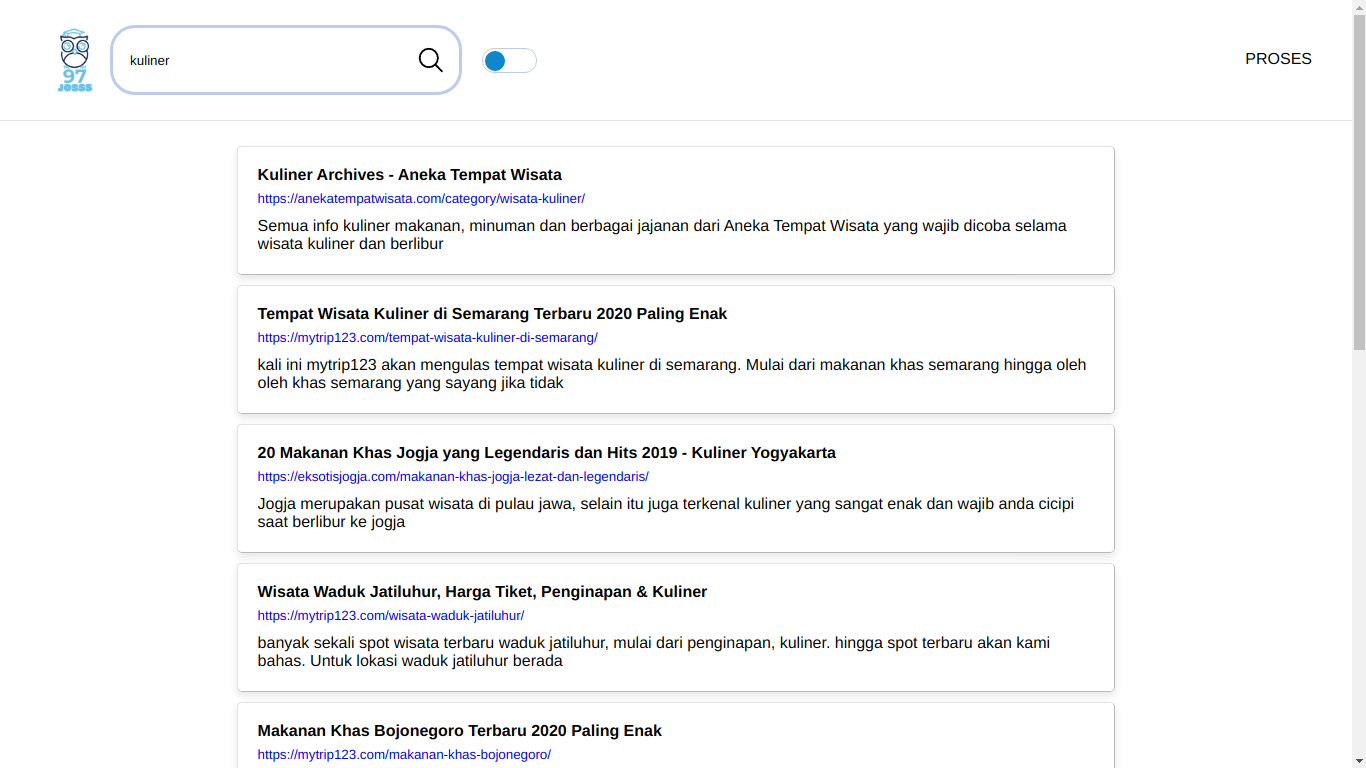 97
JOSSS
kuliner
PROSES
Kuliner Archives - Aneka Tempat Wisata
https://anekatempatwisata.com/category/wisata-kuliner/
Semua info kuliner makanan, minuman dan berbagai jajanan dari Aneka Tempat Wisata yang wajib dicoba selama
wisata kuliner dan berlibur
Tempat Wisata Kuliner di Semarang Terbaru 2020 Paling Enak
https://mytrip123.com/tempat-wisata-kuliner-di-semarang/
kali ini mytrip123 akan mengulas tempat wisata kuliner di semarang. Mulai dari makanan khas semarang hingga oleh
oleh khas semarang yang sayang jika tidak
20 Makanan Khas Jogja yang Legendaris dan Hits 2019 - Kuliner Yogyakarta
https://eksotisjogja.com/makanan-khas-jogja-lezat-dan-legendaris/
Jogja merupakan pusat wisata di pulau jawa, selain itu juga terkenal kuliner yang sangat enak dan wajib anda cicipi
saat berlibur ke jogja
Wisata Waduk Jatiluhur, Harga Tiket, Penginapan & Kuliner
https://mytrip123.com/wisata-waduk-jatiluhur/
banyak sekali spot wisata terbaru waduk jatiluhur, mulai dari penginapan, kuliner. hingga spot terbaru akan kami
bahas. Untuk lokasi waduk jatiluhur berada
Makanan Khas Bojonegoro Terbaru 2020 Paling Enak
https://mytrip123.com/makanan-khas-bojonegoro/